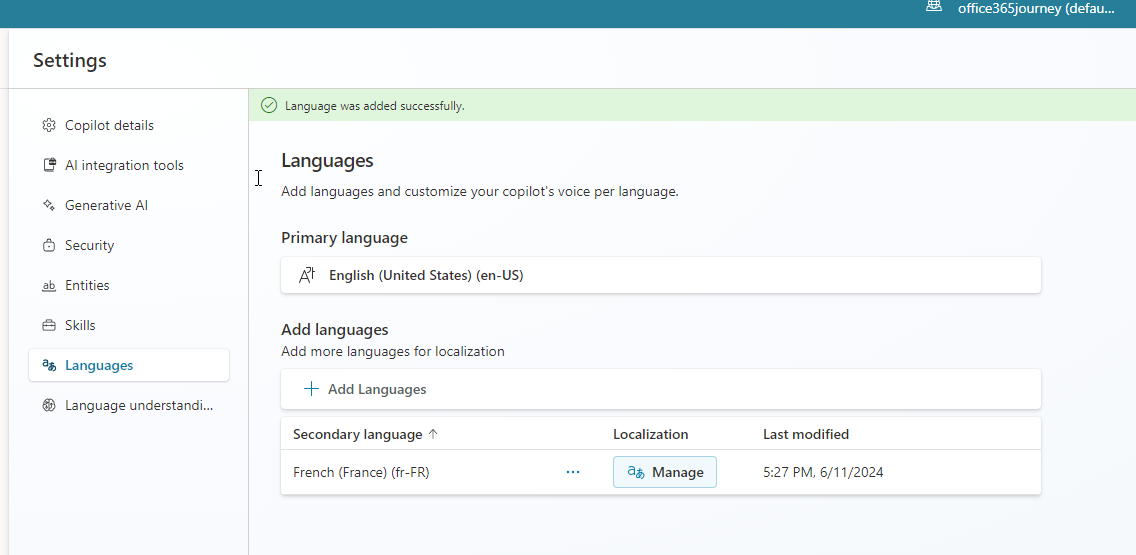 office365journey (defau...
Settings
Language was added successfully.
Copilot details
AI integration tools
Generative AI
Security
Entities
Skills
Languages
Language understandi...
Languages
Add languages and customize your copilot's voice per language.
Primary language
English (United States) (en-US)
Add languages
Add more languages for localization
Add Languages
Secondary language Localization Last modified
French (France) (fr-FR) ... Manage 5:27 PM, 6/11/2024